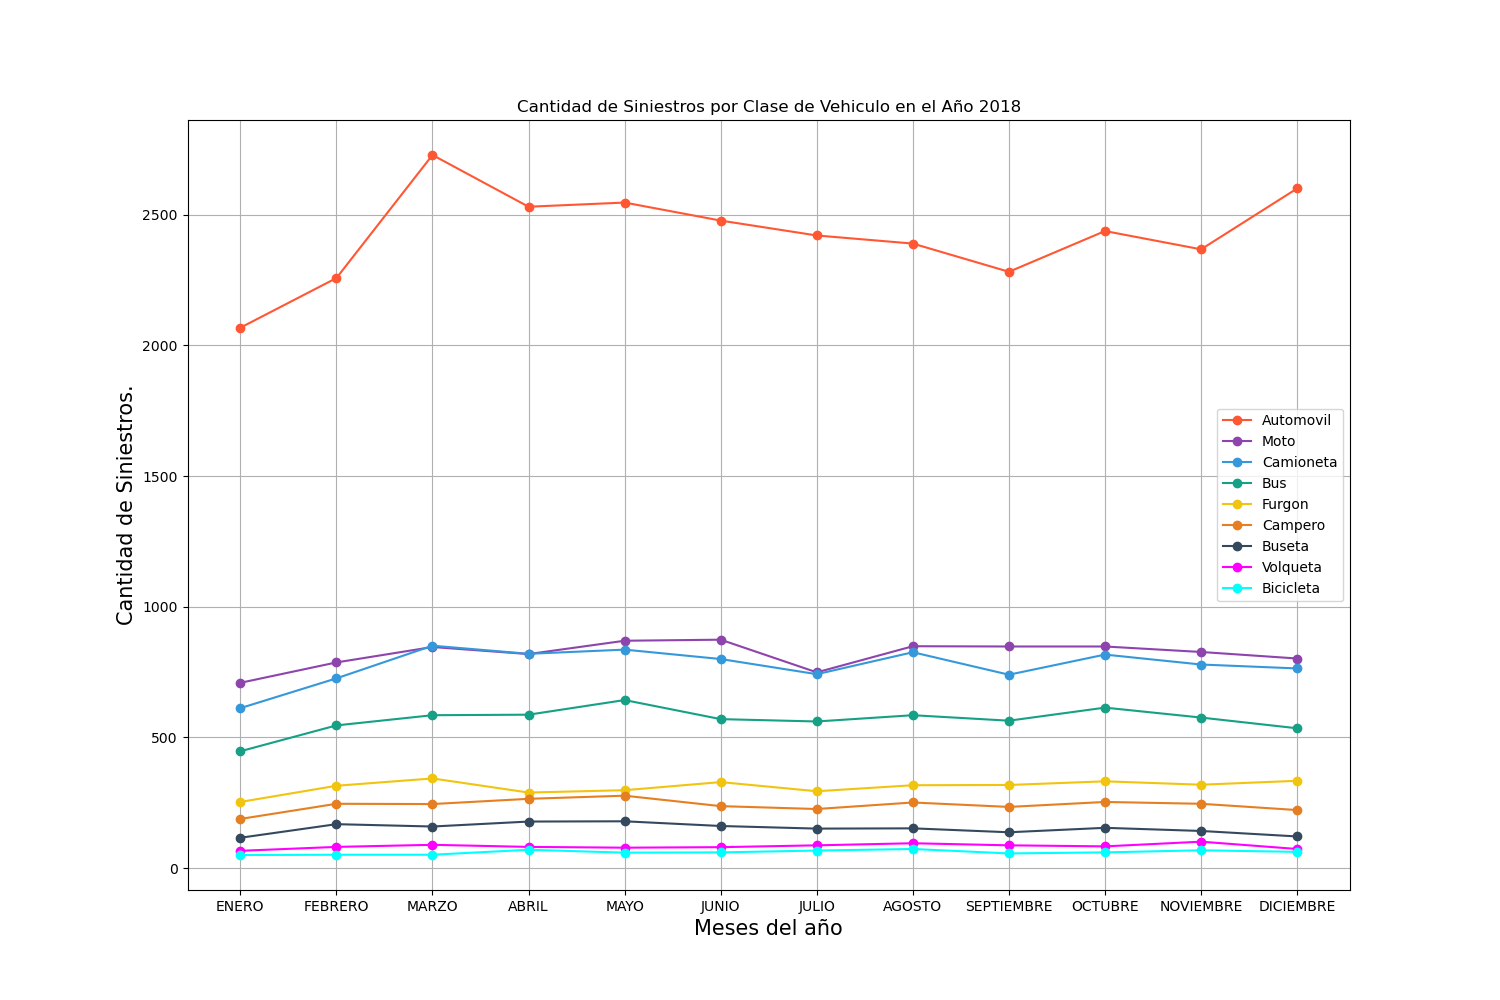 Cantidad de Siniestros por Clase de Vehiculo en el Año 2018
Cantidad de Siniestros.
2500
2000
1500
1000
500
0
Automovil
Moto
Camioneta
Bus
Furgon
Campero
Buseta
Volqueta
Bicicleta
ENERO FEBRERO MARZO ABRIL MAYO JUNIO JULIO AGOSTO SEPTIEMBRE OCTUBRE NOVIEMBRE DICIEMBRE
Meses del año